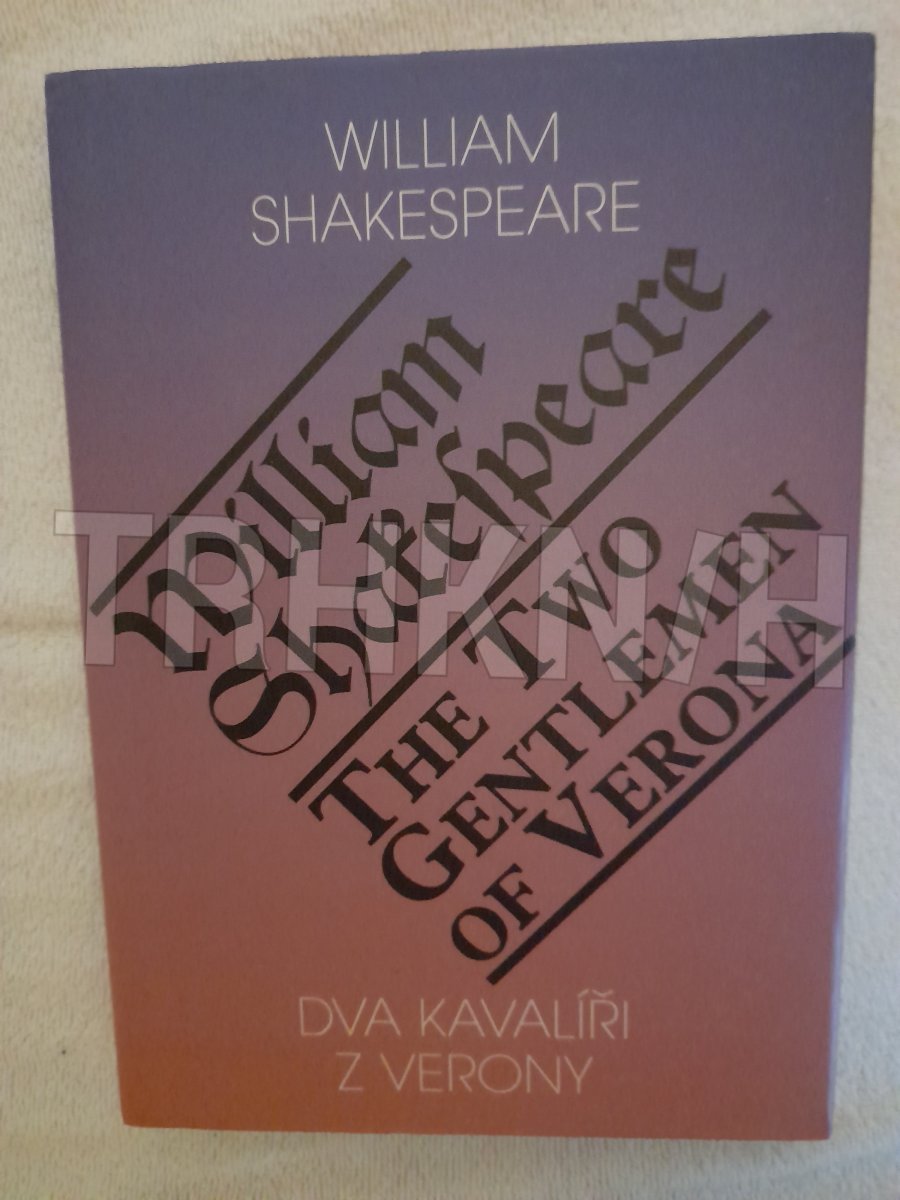 WILLIAM
SHAKESPEARE
William
Shakeſpeare
THE TWO
GENTLEMEN
OF VERONA
DVA KAVALÍŘI
Z VERONY
TRHKNIH